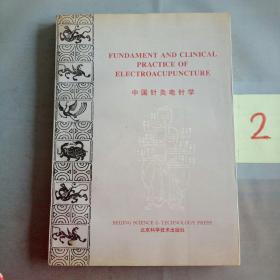 FUNDAMENT AND CLINICAL
PRACTICE OF
ELECTROACUPUNCTURE
中国针灸电针学
2
BEIJING SCIENCE & TECHNOLOGY PRESS
北京科学技术出版社